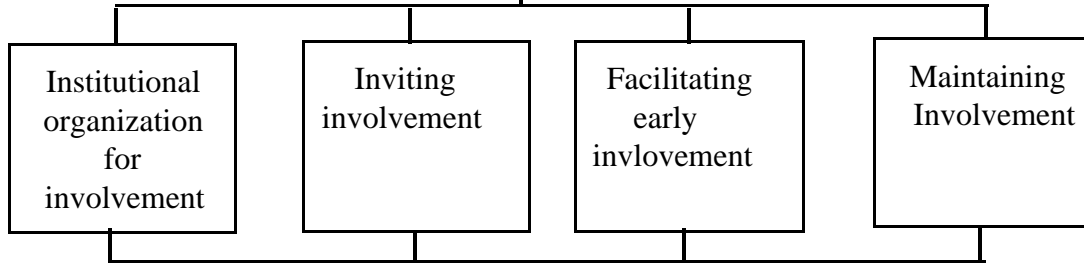 Institutional
organization
for
involvement
Inviting
involvement
Facilitating
early
invlovement
Maintaining
Involvement